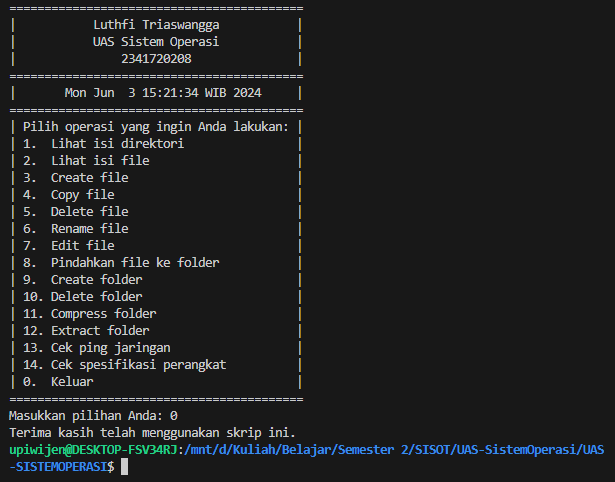 ==========================================
|           Luthfi Triaswangga           |
|           UAS Sistem Operasi           |
|               2341720208               |
==========================================
|       Mon Jun  3 15:21:34 WIB 2024     |
==========================================
| Pilih operasi yang ingin Anda lakukan: |
| 1.  Lihat isi direktori                |
| 2.  Lihat isi file                     |
| 3.  Create file                        |
| 4.  Copy file                          |
| 5.  Delete file                        |
| 6.  Rename file                        |
| 7.  Edit file                          |
| 8.  Pindahkan file ke folder           |
| 9.  Create folder                      |
| 10. Delete folder                      |
| 11. Compress folder                    |
| 12. Extract folder                     |
| 13. Cek ping jaringan                  |
| 14. Cek spesifikasi perangkat          |
| 0.  Keluar                             |
==========================================
Masukkan pilihan Anda: 0
Terima kasih telah menggunakan skrip ini.
upiwijen@DESKTOP-FSV34RJ:/mnt/d/Kuliah/Belajar/Semester 2/SISOT/UAS-SistemOperasi/UAS
-SISTEMOPERASI$